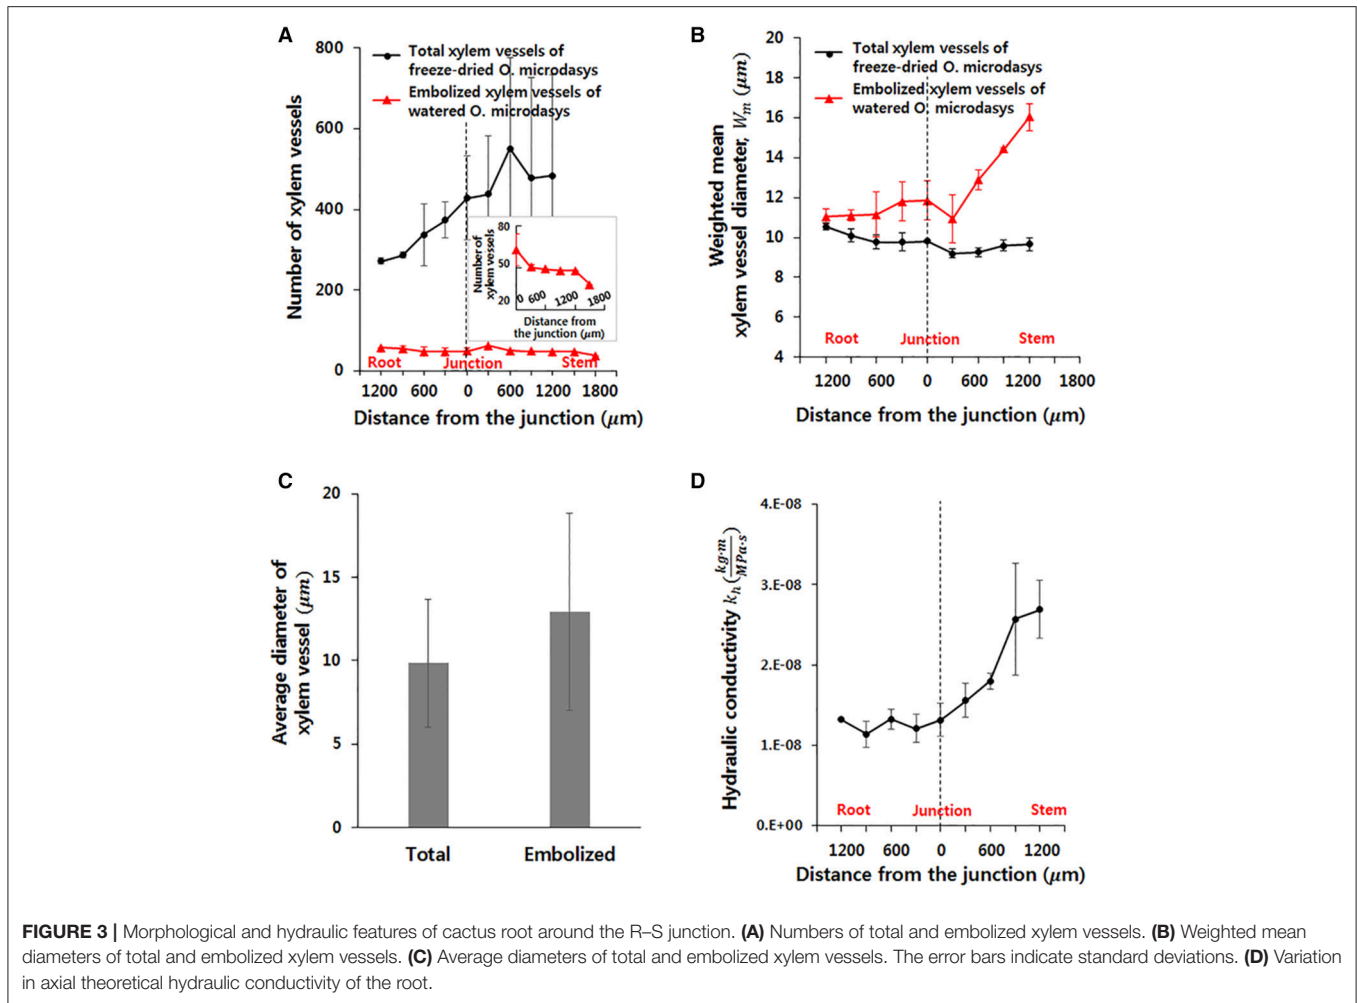 A
800
600
400
200
0
Number of xylem vessels
Total xylem vessels of
freeze-dried O. microdasys
Embolized xylem vessels of
watered O. microdasys
80
50
20
Number of
xylem vessels
0 600 1200 1800
Distance from
the junction (μm)
Root Junction Stem
1200 600 0 600 1200 1800
Distance from the junction (μm)
B
20
18
16
14
12
10
8
6
4
Weighted mean
xylem vessel diameter, W_m (μm)
Total xylem vessels of
freeze-dried O. microdasys
Embolized xylem vessels of
watered O. microdasys
Root Junction Stem
1200 600 0 600 1200 1800
Distance from the junction (μm)
C
20
15
10
5
0
Average diameter of
xylem vessel (μm)
Total Embolized
D
4.E-08
3.E-08
2.E-08
1.E-08
0.E+00
Hydraulic conductivity k_h (kg·m/MPa·s)
Root Junction Stem
1200 600 0 600 1200
Distance from the junction (μm)
FIGURE 3 | Morphological and hydraulic features of cactus root around the R–S junction. (A) Numbers of total and embolized xylem vessels. (B) Weighted mean
diameters of total and embolized xylem vessels. (C) Average diameters of total and embolized xylem vessels. The error bars indicate standard deviations. (D) Variation
in axial theoretical hydraulic conductivity of the root.